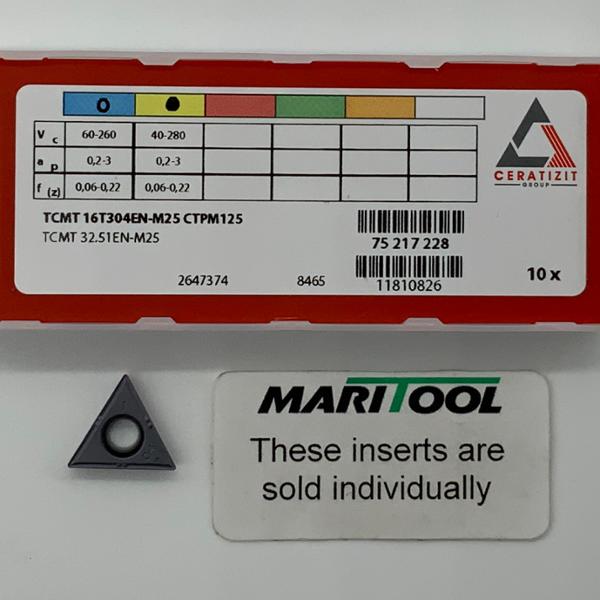 V c 60-260 40-280
a p 0,2-3 0,2-3
f (z) 0,06-0,22 0,06-0,22
CERATIZIT
GROUP
TCMT 16T304EN-M25 CTPM125
TCMT 32.51EN-M25
75 217 228
2647374 8465 11810826
10 x
MARITOOL
These inserts are
sold individually